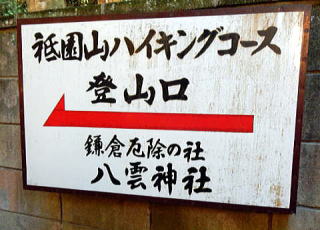 祇園山ハイキングコース
登山口
鎌倉厄除の社
八雲神社